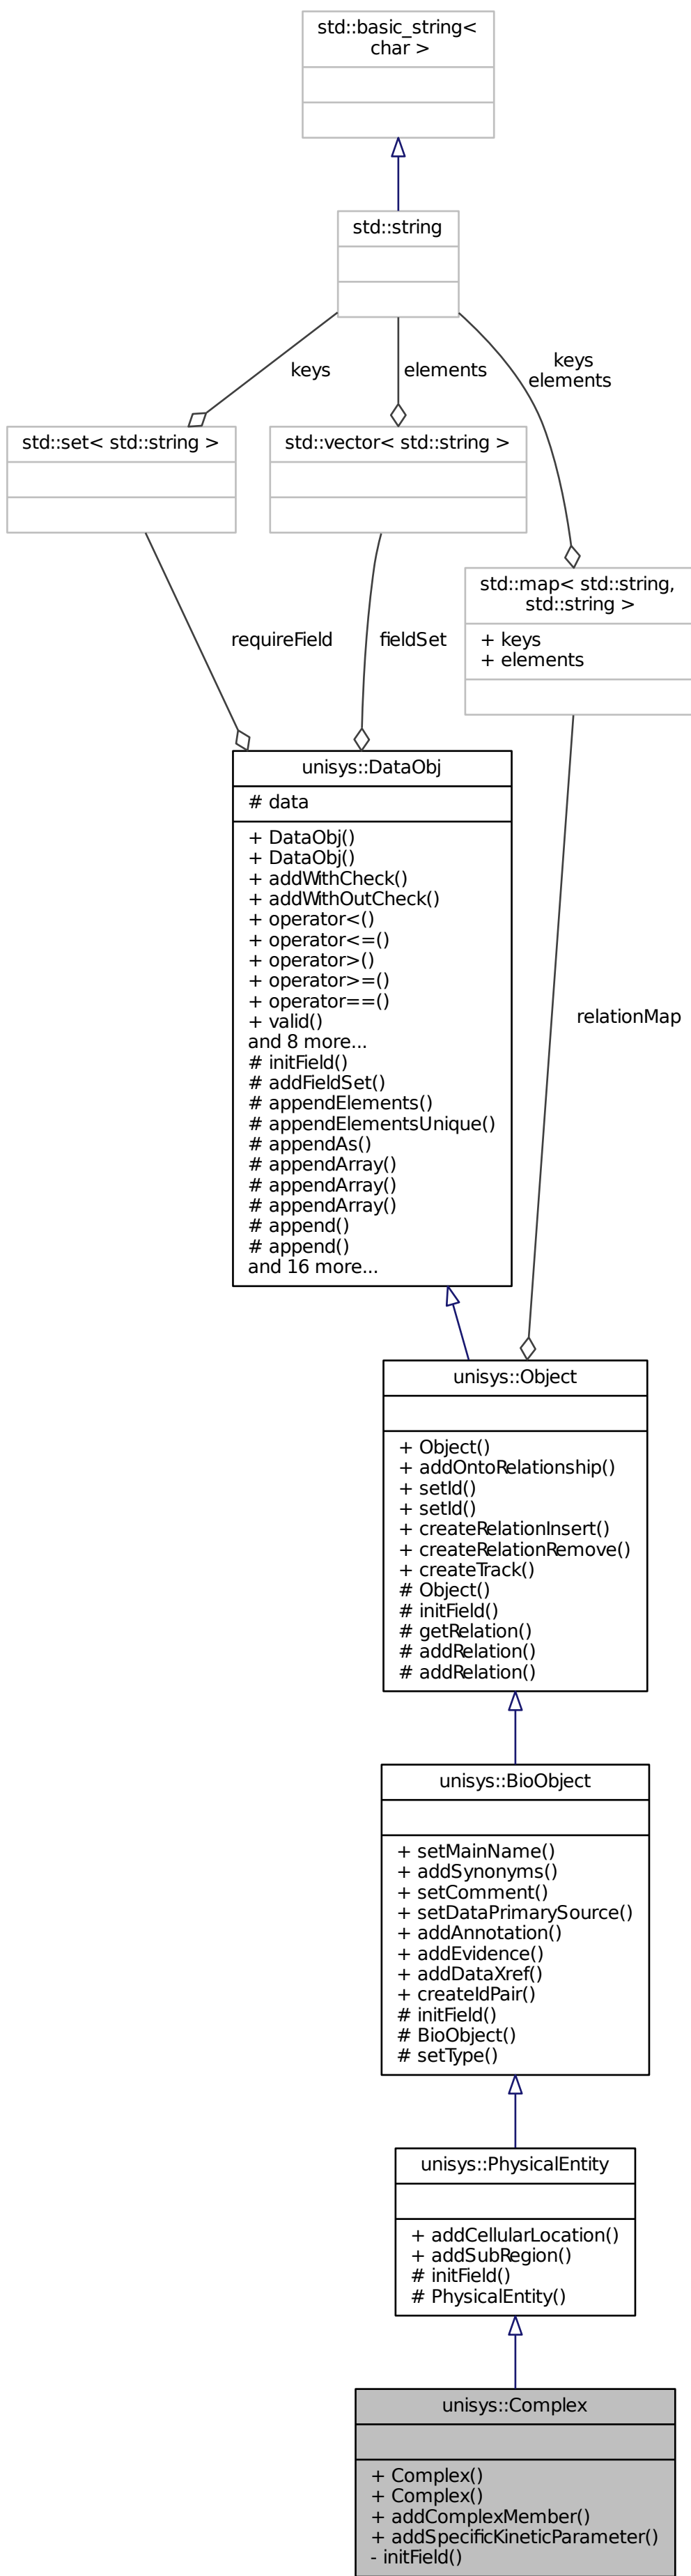 std::basic_string<
char >
std::string
keys
elements
keys
elements
std::set< std::string >
std::vector< std::string >
std::map< std::string,
std::string >
+ keys
+ elements
requireField
fieldSet
unisys::DataObj
# data
+ DataObj()
+ DataObj()
+ addWithCheck()
+ addWithOutCheck()
+ operator<()
+ operator<=()
+ operator>()
+ operator>=()
+ operator==()
+ valid()
and 8 more...
# initField()
# addFieldSet()
# appendElements()
# appendElementsUnique()
# appendAs()
# appendArray()
# appendArray()
# appendArray()
# append()
# append()
and 16 more...
relationMap
unisys::Object
+ Object()
+ addOntoRelationship()
+ setId()
+ setId()
+ createRelationInsert()
+ createRelationRemove()
+ createTrack()
# Object()
# initField()
# getRelation()
# addRelation()
# addRelation()
unisys::BioObject
+ setMainName()
+ addSynonyms()
+ setComment()
+ setDataPrimarySource()
+ addAnnotation()
+ addEvidence()
+ addDataXref()
+ createIdPair()
# initField()
# BioObject()
# setType()
unisys::PhysicalEntity
+ addCellularLocation()
+ addSubRegion()
# initField()
# PhysicalEntity()
unisys::Complex
+ Complex()
+ Complex()
+ addComplexMember()
+ addSpecificKineticParameter()
- initField()